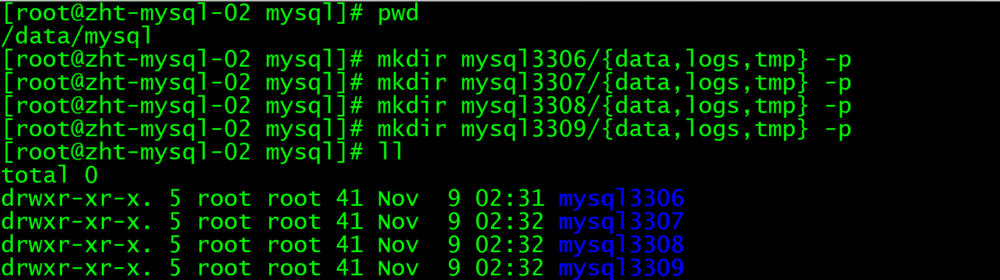 [root@zht-mysql-02 mysql]# pwd
/data/mysql
[root@zht-mysql-02 mysql]# mkdir mysql3306/{data,logs,tmp} -p
[root@zht-mysql-02 mysql]# mkdir mysql3307/{data,logs,tmp} -p
[root@zht-mysql-02 mysql]# mkdir mysql3308/{data,logs,tmp} -p
[root@zht-mysql-02 mysql]# mkdir mysql3309/{data,logs,tmp} -p
[root@zht-mysql-02 mysql]# ll
total 0
drwxr-xr-x. 5 root root 41 Nov  9 02:31 mysql3306
drwxr-xr-x. 5 root root 41 Nov  9 02:32 mysql3307
drwxr-xr-x. 5 root root 41 Nov  9 02:32 mysql3308
drwxr-xr-x. 5 root root 41 Nov  9 02:32 mysql3309